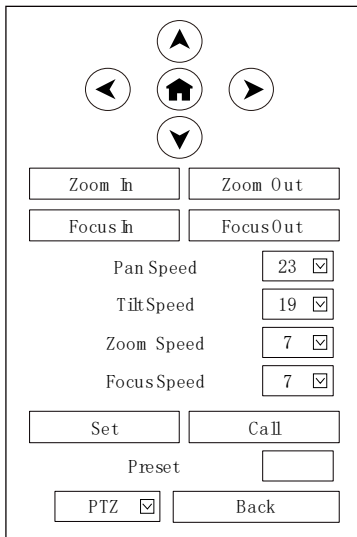 Zoom In Zoom Out
Focus In Focus Out
Pan Speed 23
Tilt Speed 19
Zoom Speed 7
Focus Speed 7
Set Call
Preset
PTZ Back